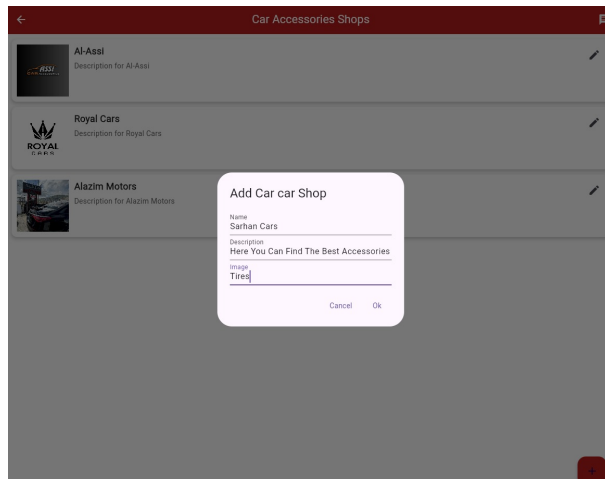 Car Accessories Shops
Al-Assi
Description for Al-Assi
ASSI
Royal Cars
Description for Royal Cars
ROYAL
CARS
Alazim Motors
Description for Alazim Motors
Add Car car Shop
Name
Sarhan Cars
Description
Here You Can Find The Best Accessories
Image
Tires
Cancel Ok